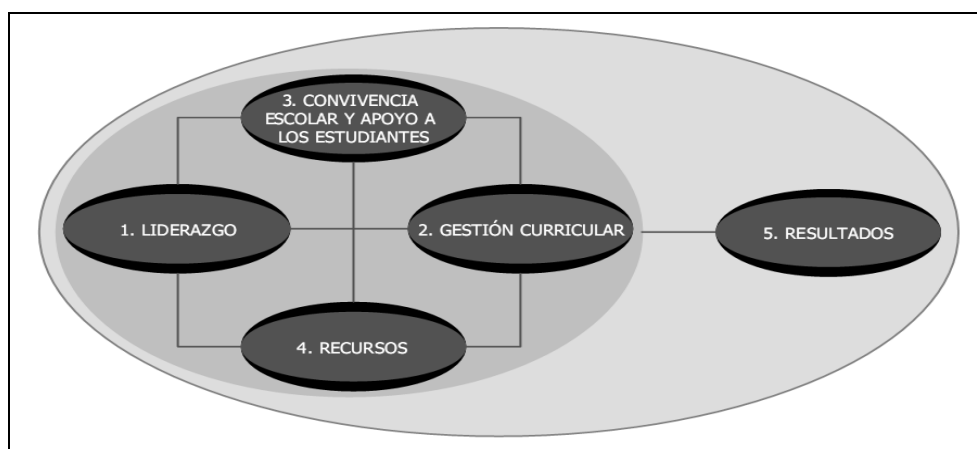 3. CONVIVENCIA
ESCOLAR Y APOYO A
LOS ESTUDIANTES
1. LIDERAZGO
2. GESTIÓN CURRICULAR
5. RESULTADOS
4. RECURSOS